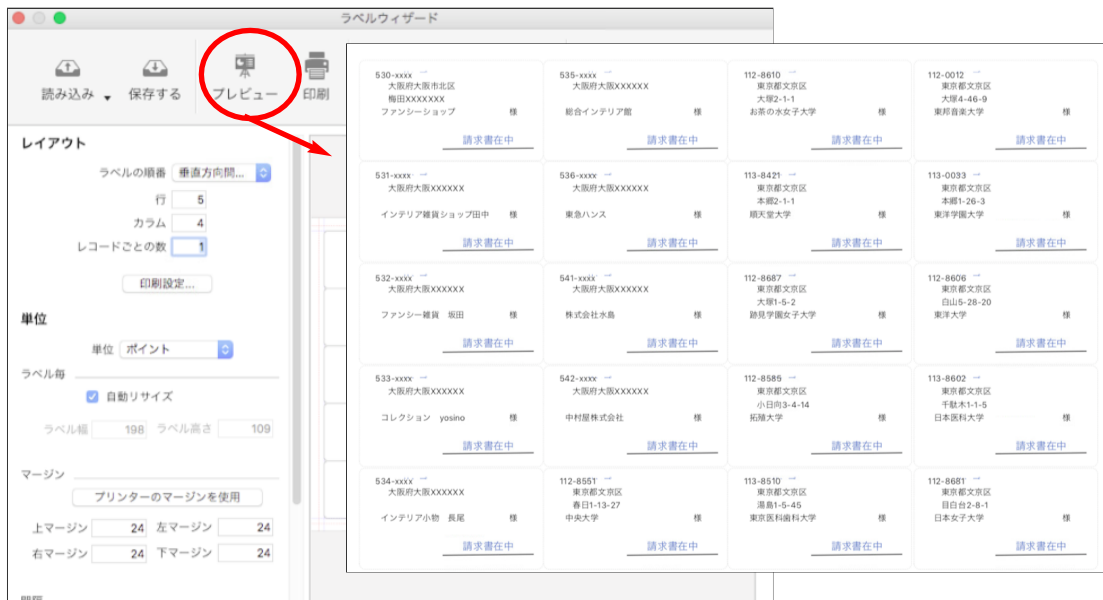 ラベルウィザード
読み込み
保存する
プレビュー
印刷
レイアウト
ラベルの順番 垂直方向問...
行 5
カラム 4
レコードごとの数 1
印刷設定...
単位
単位 ポイント
ラベル毎
自動リサイズ
ラベル幅 198 ラベル高さ 109
マージン
プリンターのマージンを使用
上マージン 24 左マージン 24
右マージン 24 下マージン 24
間隔
530-xxxx
大阪府大阪市北区
梅田XXXXXXX
ファンシーショップ 様
請求書在中
535-xxxx
大阪府大阪XXXXXX
総合インテリア館 様
請求書在中
112-8610
東京都文京区
大塚2-1-1
お茶の水女子大学 様
請求書在中
112-0012
東京都文京区
大塚4-46-9
東邦音楽大学 様
請求書在中
531-xxxx
大阪府大阪XXXXXX
インテリア雑貨ショップ田中 様
請求書在中
536-xxxx
大阪府大阪XXXXXX
東急ハンス 様
請求書在中
113-8421
東京都文京区
本郷2-1-1
順天堂大学 様
請求書在中
113-0033
東京都文京区
本郷1-26-3
東洋学園大学 様
請求書在中
532-xxxx
大阪府大阪XXXXXX
ファンシー雑貨 坂田 様
請求書在中
541-xxxx
大阪府大阪XXXXXX
株式会社水島 様
請求書在中
112-8687
東京都文京区
大塚1-5-2
跡見学園女子大学 様
請求書在中
112-8606
東京都文京区
白山5-28-20
東洋大学 様
請求書在中
533-xxxx
大阪府大阪XXXXXX
コレクション yosino 様
請求書在中
542-xxxx
大阪府大阪XXXXXX
中村屋株式会社 様
請求書在中
112-8585
東京都文京区
小日向3-4-14
拓殖大学 様
請求書在中
113-8602
東京都文京区
千駄木1-1-5
日本医科大学 様
請求書在中
534-xxxx
大阪府大阪XXXXXX
インテリア小物 長尾 様
請求書在中
112-8551
東京都文京区
春日1-13-27
中央大学 様
請求書在中
113-8510
東京都文京区
湯島1-5-45
東京医科歯科大学 様
請求書在中
112-8681
東京都文京区
目白台2-8-1
日本女子大学 様
請求書在中